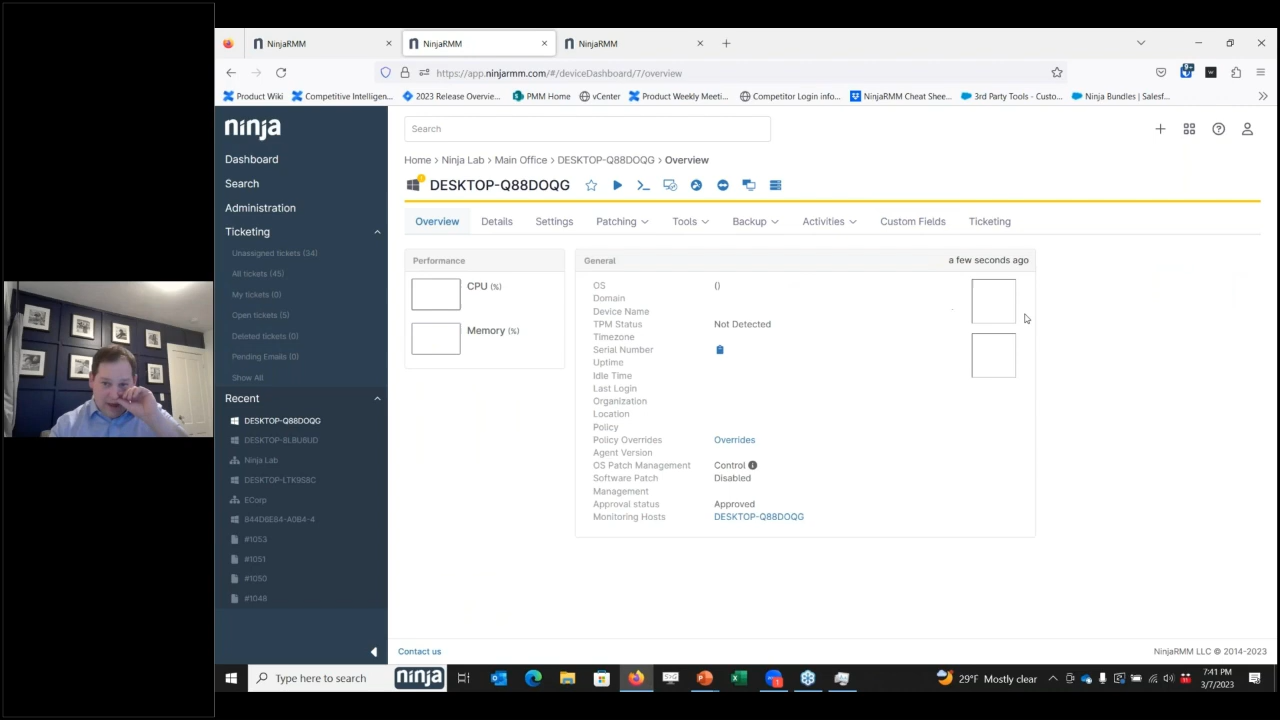 NinjaRMM
NinjaRMM
NinjaRMM
https://app.ninjarmm.com/#/deviceDashboard/7/overview
Product Wiki
Competitive Intelligen...
2023 Release Overvie...
PMM Home
vCenter
Product Weekly Meeti...
Competitor Login info...
NinjaRMM Cheat Shee...
3rd Party Tools - Custo...
Ninja Bundles | Salesf...
ninja
Dashboard
Search
Administration
Ticketing
Unassigned tickets (34)
All tickets (45)
My tickets (0)
Open tickets (5)
Deleted tickets (0)
Pending Emails (0)
Show All
Recent
DESKTOP-Q88DOQG
DESKTOP-8L8U6UD
Ninja Lab
DESKTOP-LTK9S8C
ECorp
844D6E84-A0B4-4
#1053
#1051
#1050
#1048
Search
Home > Ninja Lab > Main Office > DESKTOP-Q88DOQG > Overview
DESKTOP-Q88DOQG
Overview Details Settings Patching Tools Backup Activities Custom Fields Ticketing
Performance
CPU (%)
Memory (%)
General a few seconds ago
OS ()
Domain
Device Name
TPM Status Not Detected
Timezone
Serial Number
Uptime
Idle Time
Last Login
Organization
Location
Policy
Policy Overrides Overrides
Agent Version
OS Patch Management Control
Software Patch Disabled
Management
Approval status Approved
Monitoring Hosts DESKTOP-Q88DOQG
Contact us
NinjaRMM LLC © 2014-2023
Type here to search
ninja
29°F Mostly clear
7:41 PM
3/7/2023